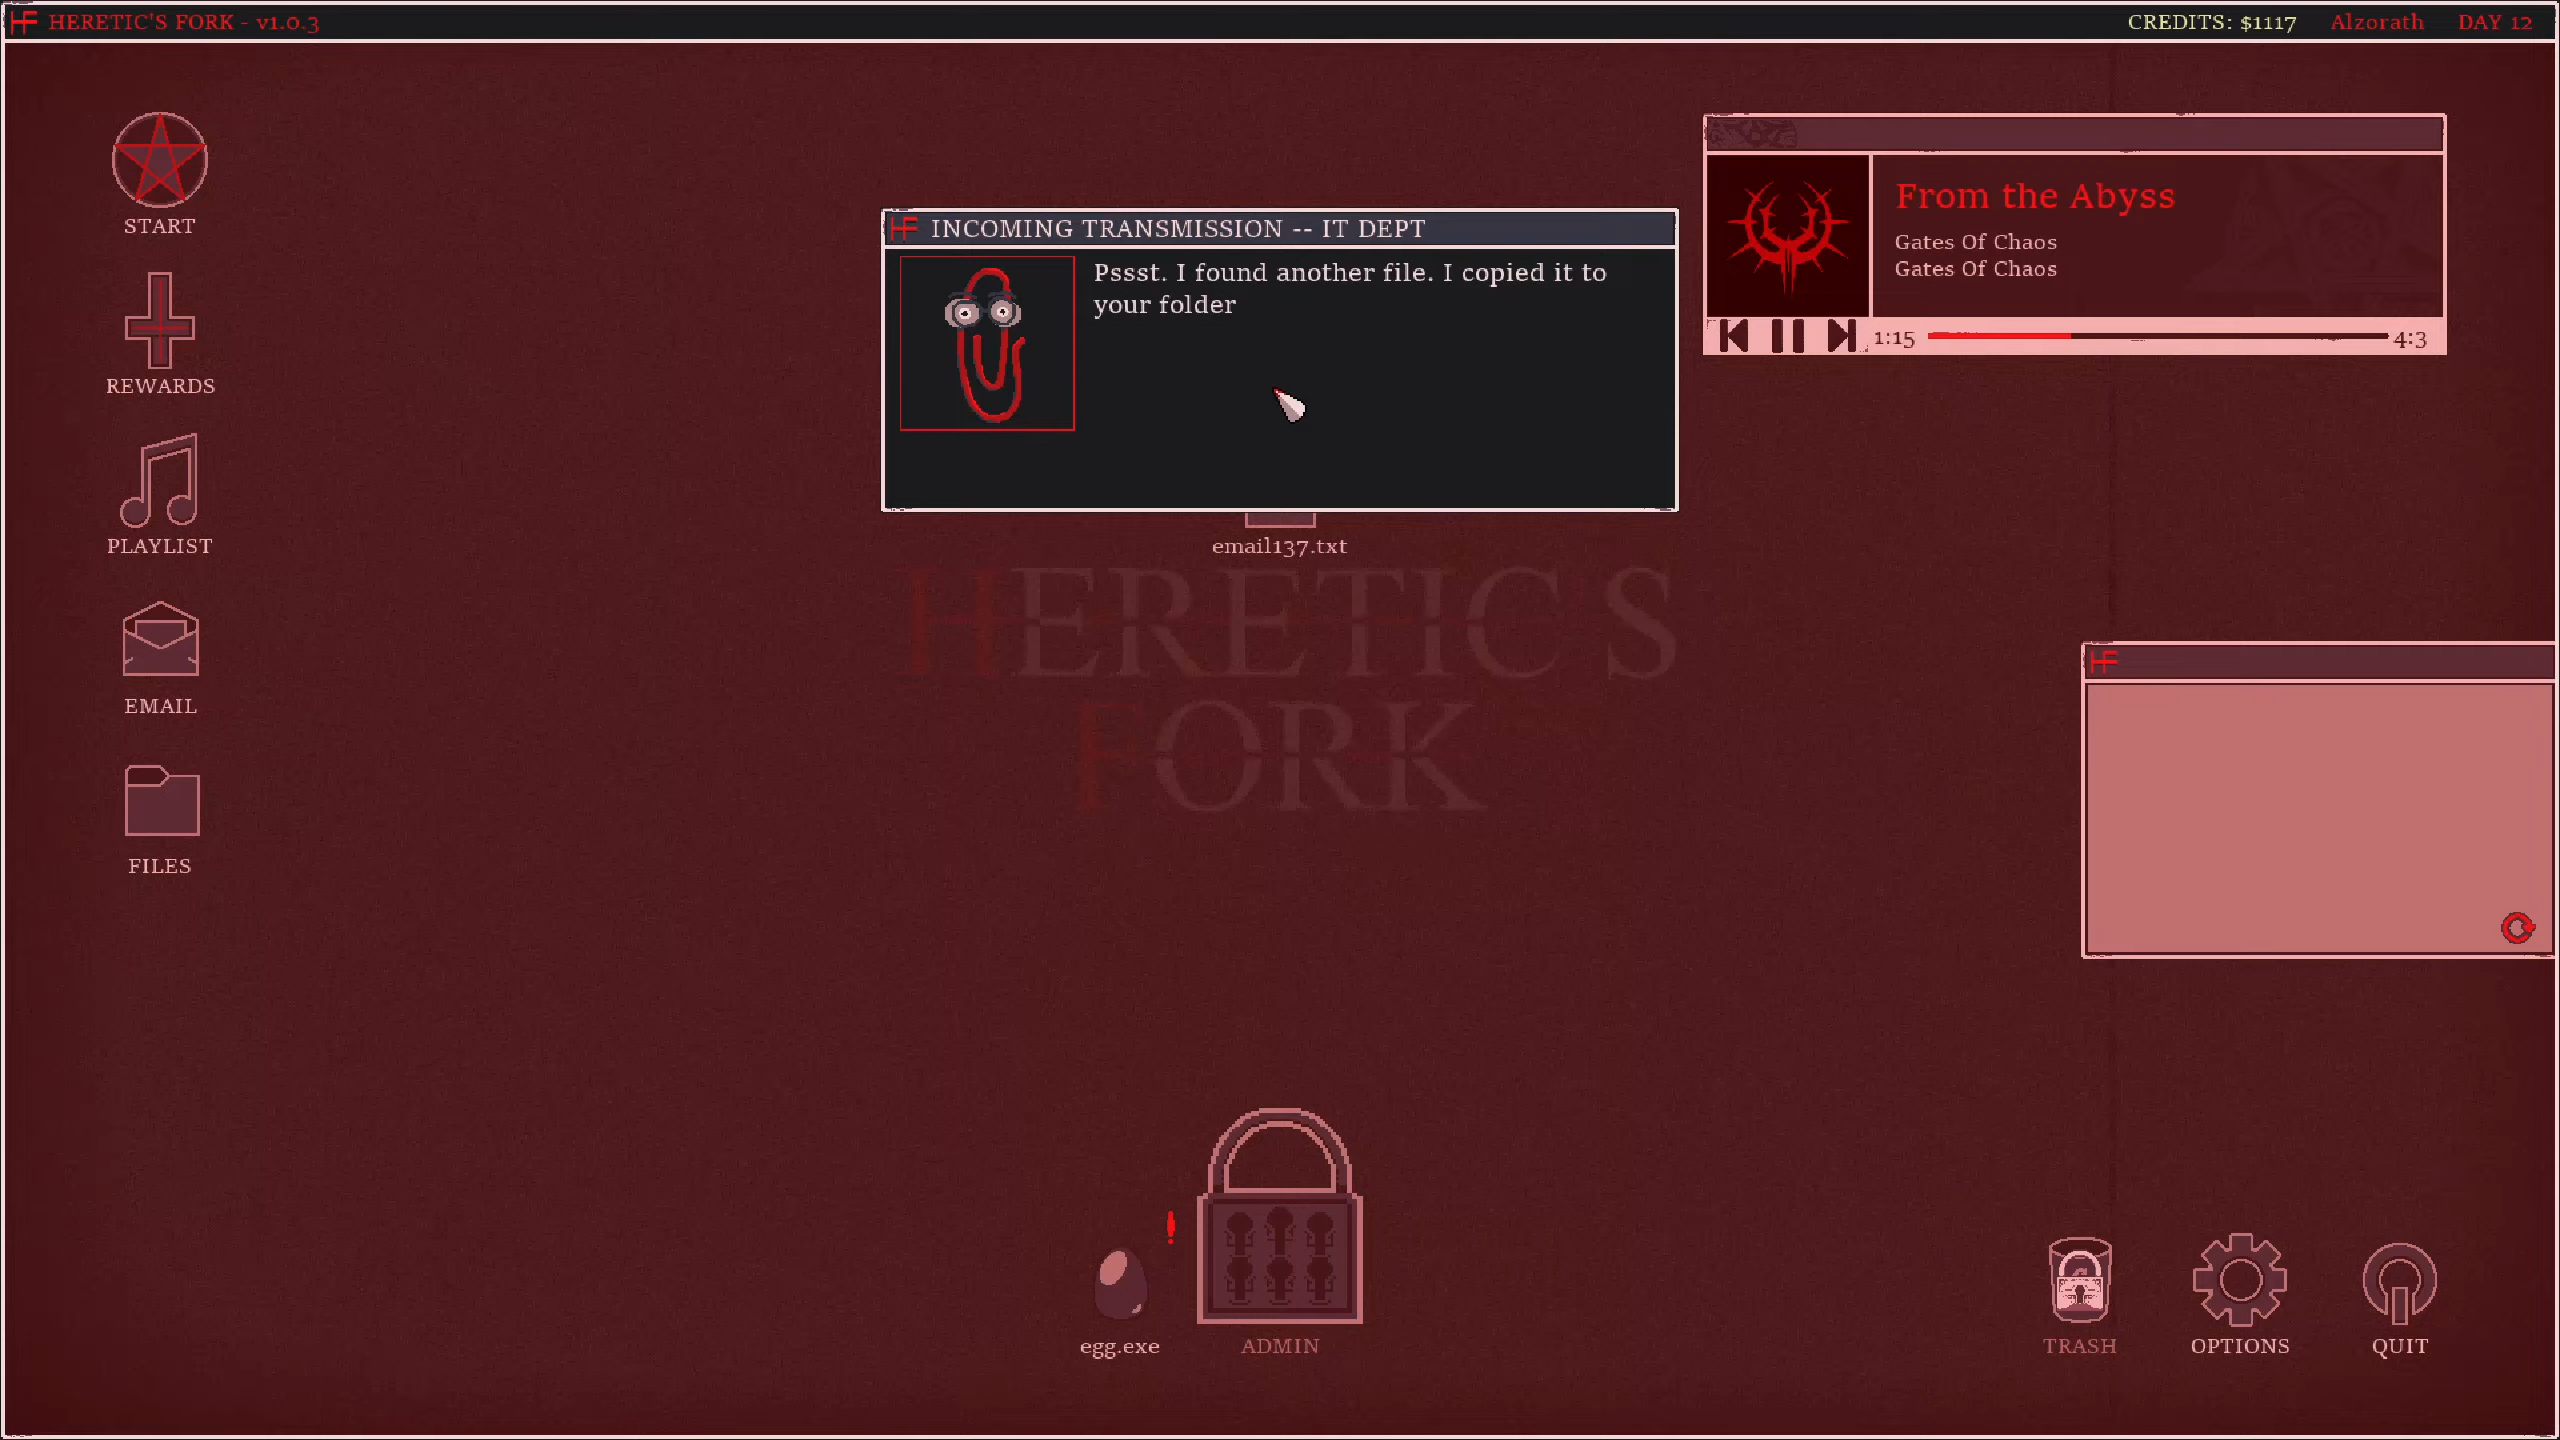 HERETIC'S FORK - v1.0.3
CREDITS: $1117
Alzorath
DAY 12
START
REWARDS
PLAYLIST
EMAIL
FILES
INCOMING TRANSMISSION -- IT DEPT
Pssst. I found another file. I copied it to
your folder
From the Abyss
Gates Of Chaos
Gates Of Chaos
1:15
4:3
email137.txt
HERETIC'S
FORK
egg.exe
ADMIN
TRASH
OPTIONS
QUIT